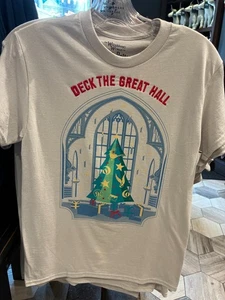 DECK THE GREAT HALL